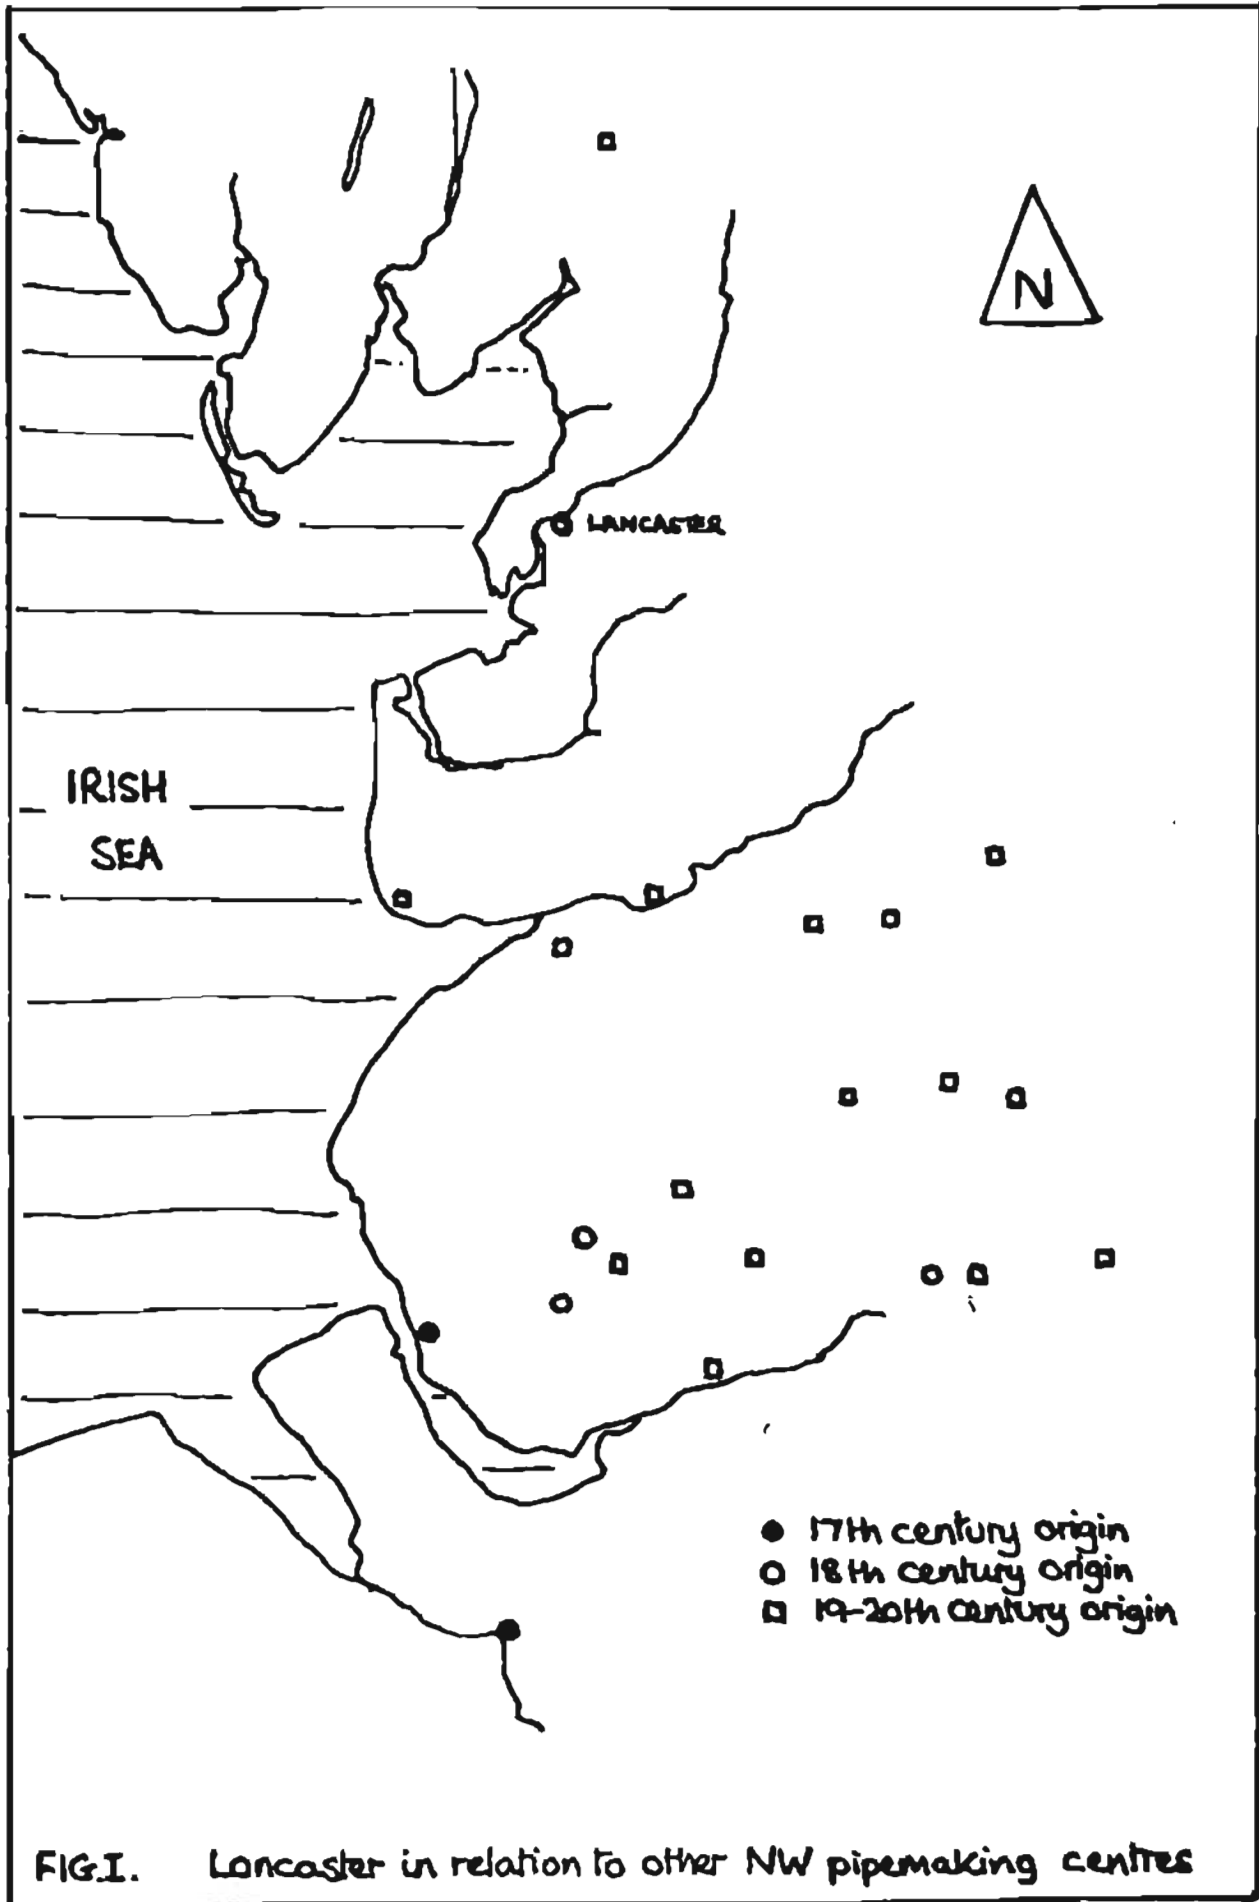 N
LANCASTER
IRISH
SEA
17th century origin
18th century origin
19-20th century origin
FIG.I. Lancaster in relation to other NW pipemaking centres